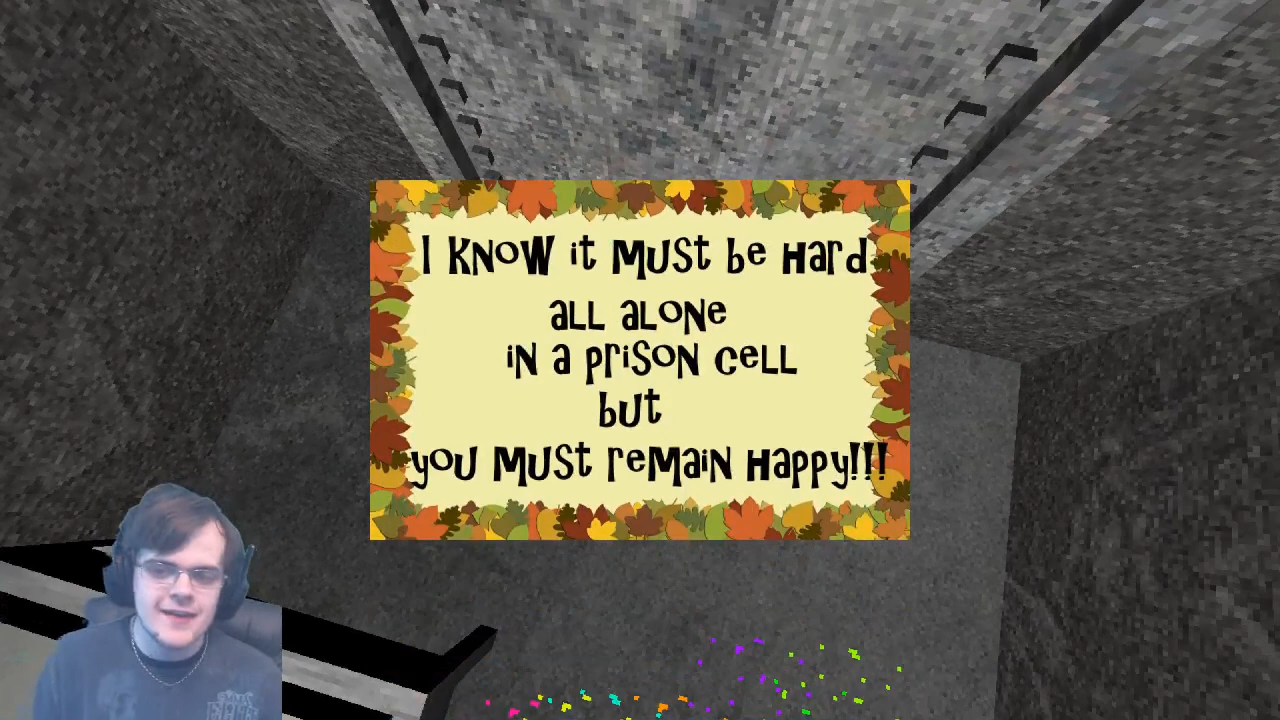 I KNOW it MUST be Hard
aLL aLONe
iN a PriSON CeLL
but
yOU MUSt reMaiN Happy!!!